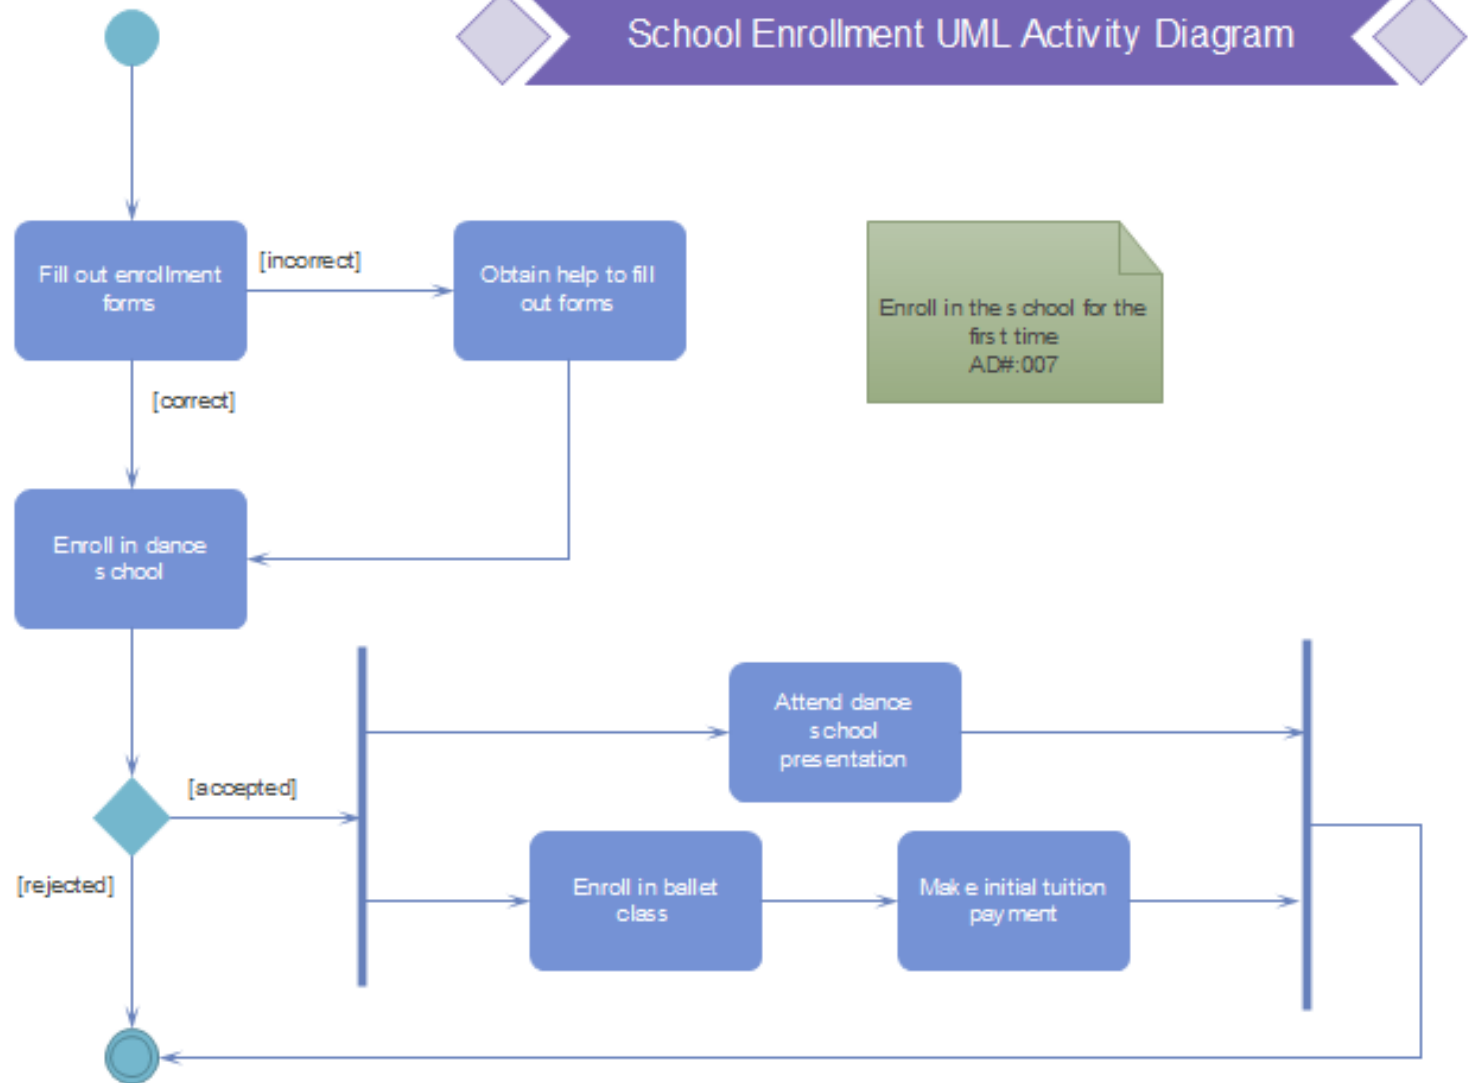 School Enrollment UML Activity Diagram
Fill out enrollment
forms
[incorrect]
Obtain help to fill
out forms
Enroll in the school for the
first time
AD#:007
[correct]
Enroll in dance
school
Attend dance
school
presentation
[accepted]
[rejected]
Enroll in ballet
class
Make initial tuition
payment